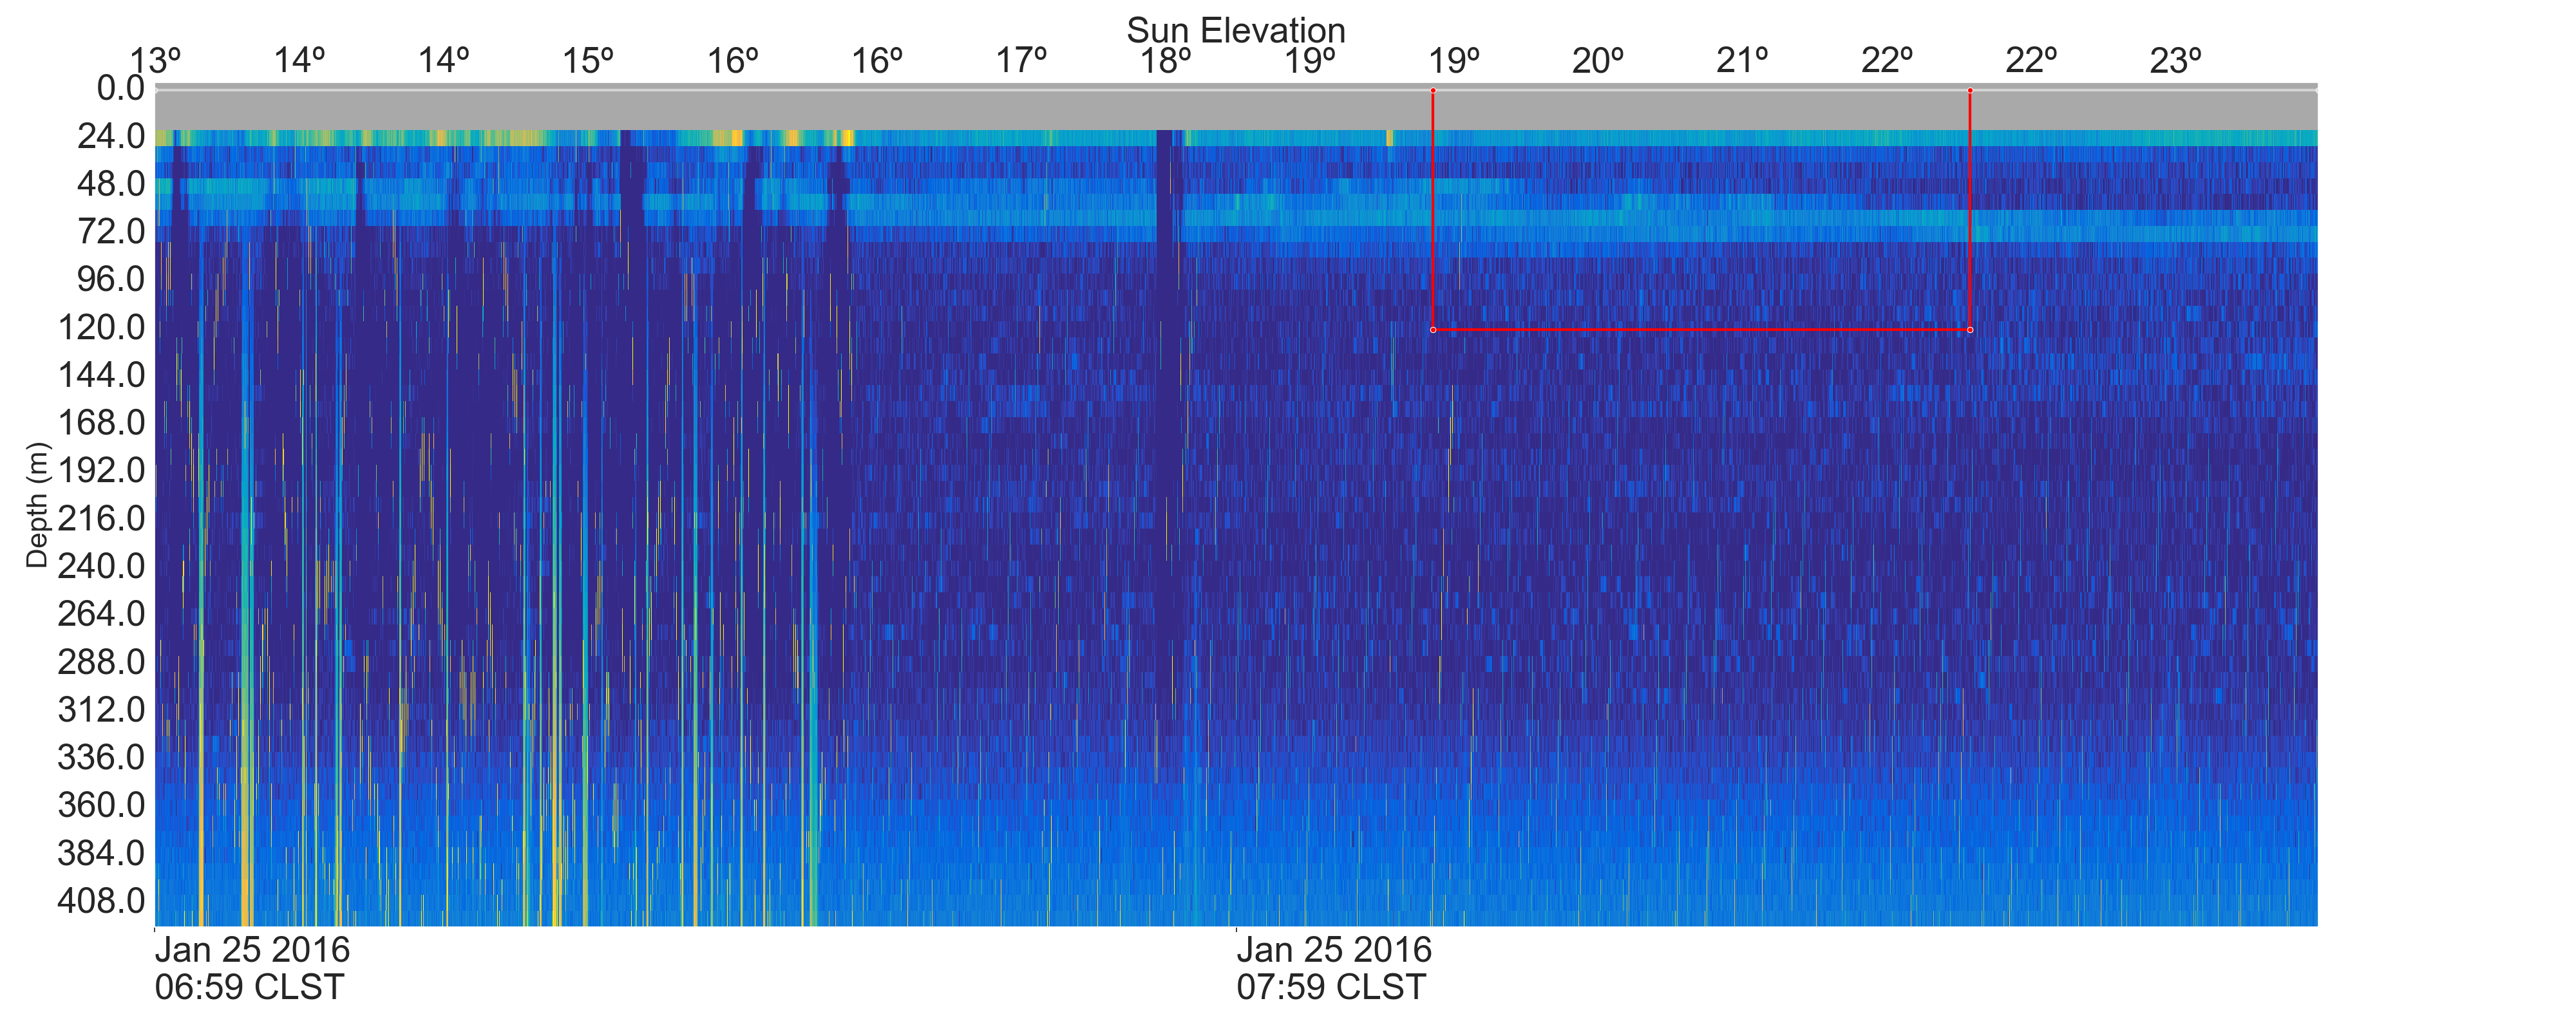 Sun Elevation
13º 14º 14º 15º 16º 16º 17º 18º 19º 19º 20º 21º 22º 22º 23º
0.0
24.0
48.0
72.0
96.0
120.0
144.0
168.0
192.0
216.0
240.0
264.0
288.0
312.0
336.0
360.0
384.0
408.0
Depth (m)
Jan 25 2016
06:59 CLST
Jan 25 2016
07:59 CLST